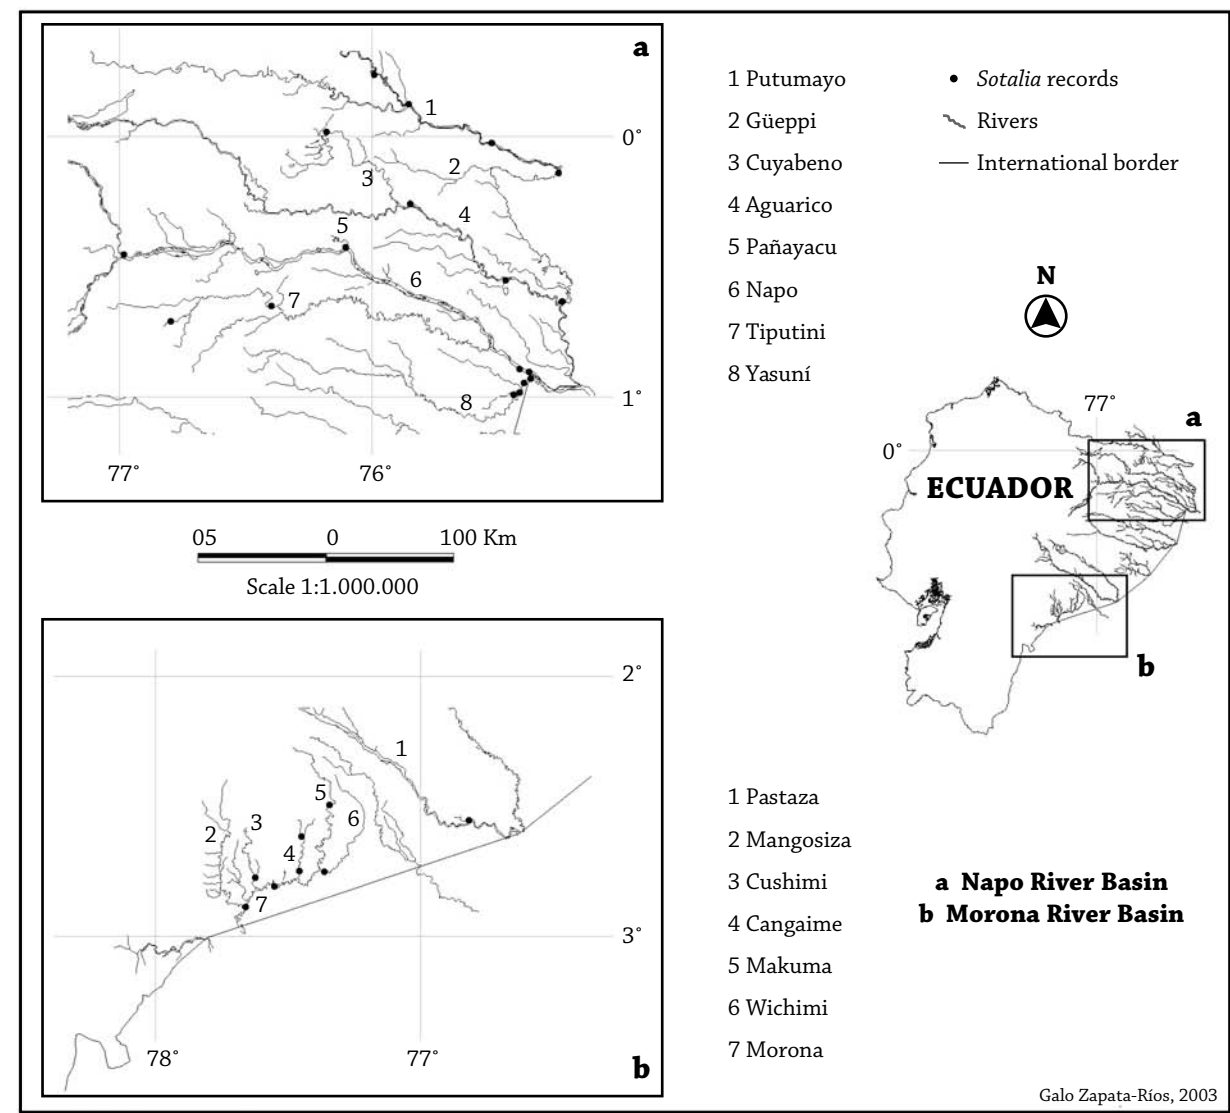 a
1
0°
2
3
4
5
6
7
8
1°
77°
76°
05 0 100 Km
Scale 1:1.000.000
2°
1
5
3
2
6
4
7
3°
78°
77°
b
1 Putumayo
2 Güeppi
3 Cuyabeno
4 Aguarico
5 Pañayacu
6 Napo
7 Tiputini
8 Yasuní
Sotalia records
Rivers
International border
N
77°
a
0°
ECUADOR
b
1 Pastaza
2 Mangosiza
3 Cushimi
4 Cangaime
5 Makuma
6 Wichimi
7 Morona
a Napo River Basin
b Morona River Basin
Galo Zapata-Ríos, 2003